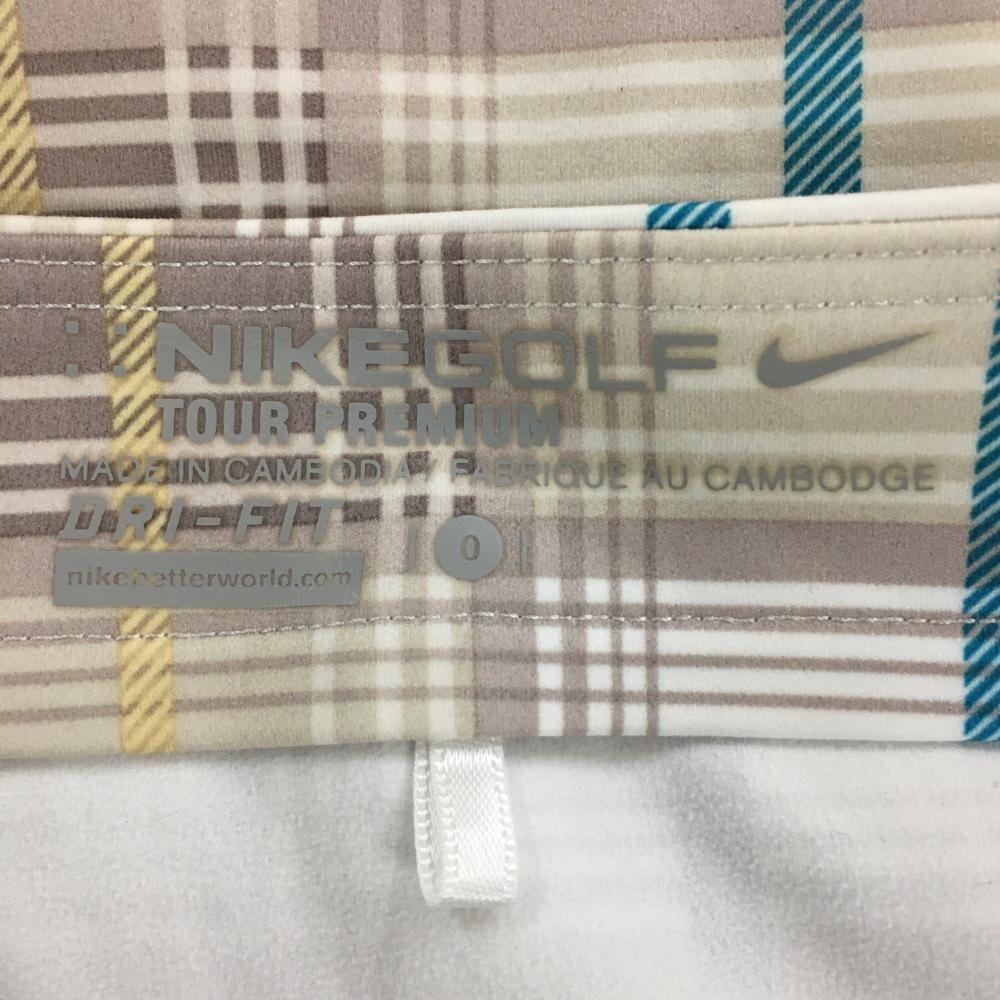 NIKEGOLF
TOUR PREMIUM
MADE IN CAMBODIA / FABRIQUE AU CAMBODGE
DRI-FIT
nikebetterworld.com
0